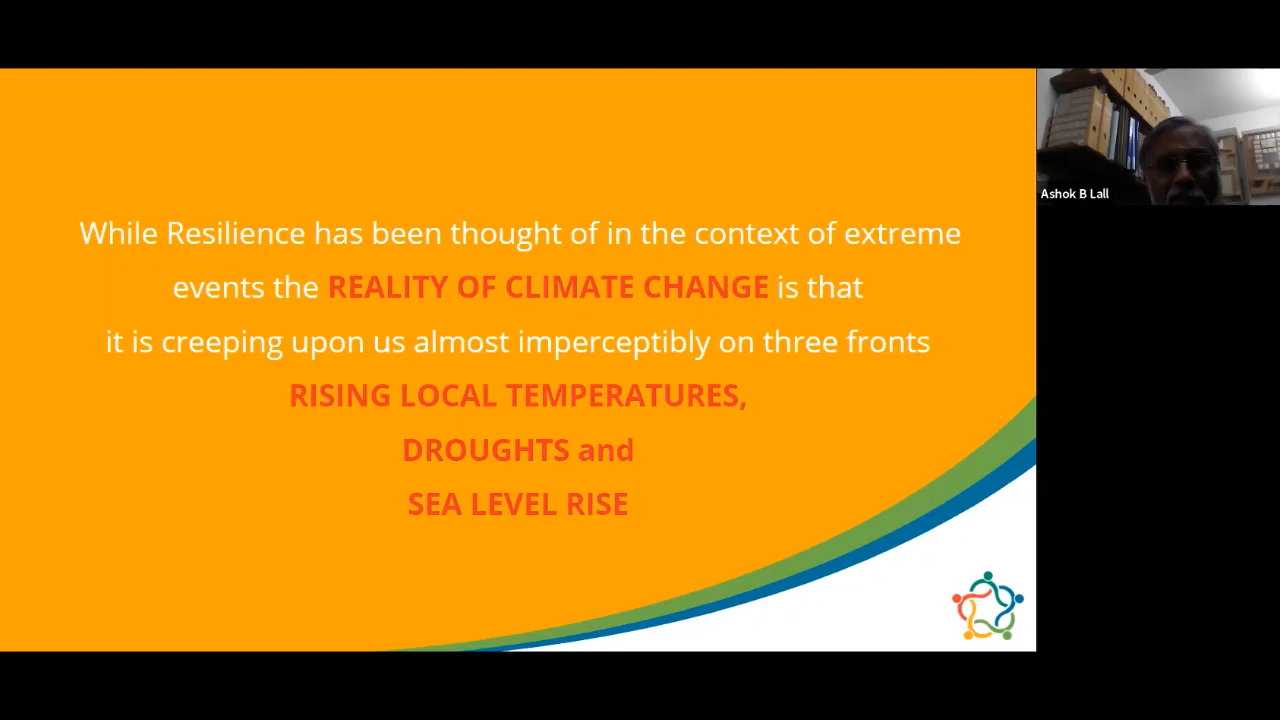 While Resilience has been thought of in the context of extreme
events the REALITY OF CLIMATE CHANGE is that
it is creeping upon us almost imperceptibly on three fronts
RISING LOCAL TEMPERATURES,
DROUGHTS and
SEA LEVEL RISE
Ashok B Lall